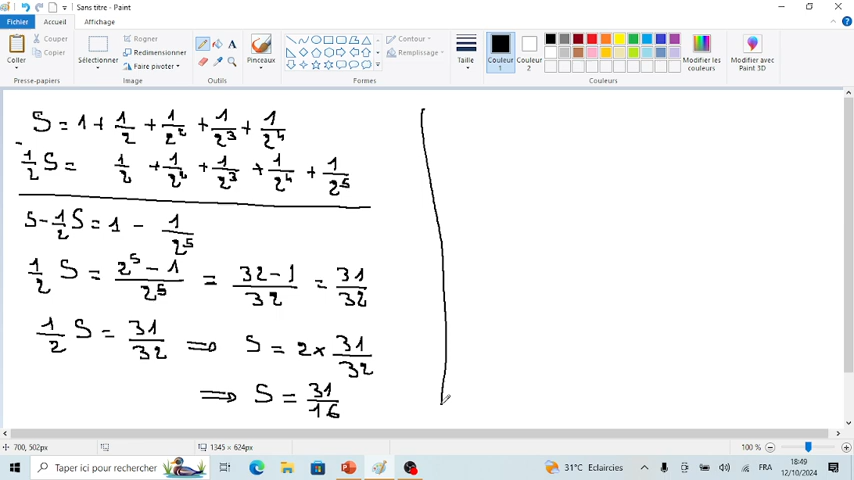 Sans titre - Paint
Fichier Accueil Affichage
Coller
Couper
Copier
Presse-papiers
Sélectionner
Rogner
Redimensionner
Faire pivoter
Image
Outils
Pinceaux
Contour
Remplissage
Formes
Taille
Couleur 1
Couleur 2
Modifier les couleurs
Modifier avec Paint 3D
Couleurs
S = 1 + 1/2 + 1/2² + 1/2³ + 1/2⁴
- 1/2 S = 1/2 + 1/2² + 1/2³ + 1/2⁴ + 1/2⁵
S - 1/2 S = 1 - 1/2⁵
1/2 S = 2⁵ - 1/2⁵ = 32 - 1/32 = 31/32
1/2 S = 31/32 ⟹ S = 2 × 31/32
⟹ S = 31/16
700, 502px 1345 × 624px 100 %
Taper ici pour rechercher 31°C Eclaircies FRA 18:49
12/10/2024